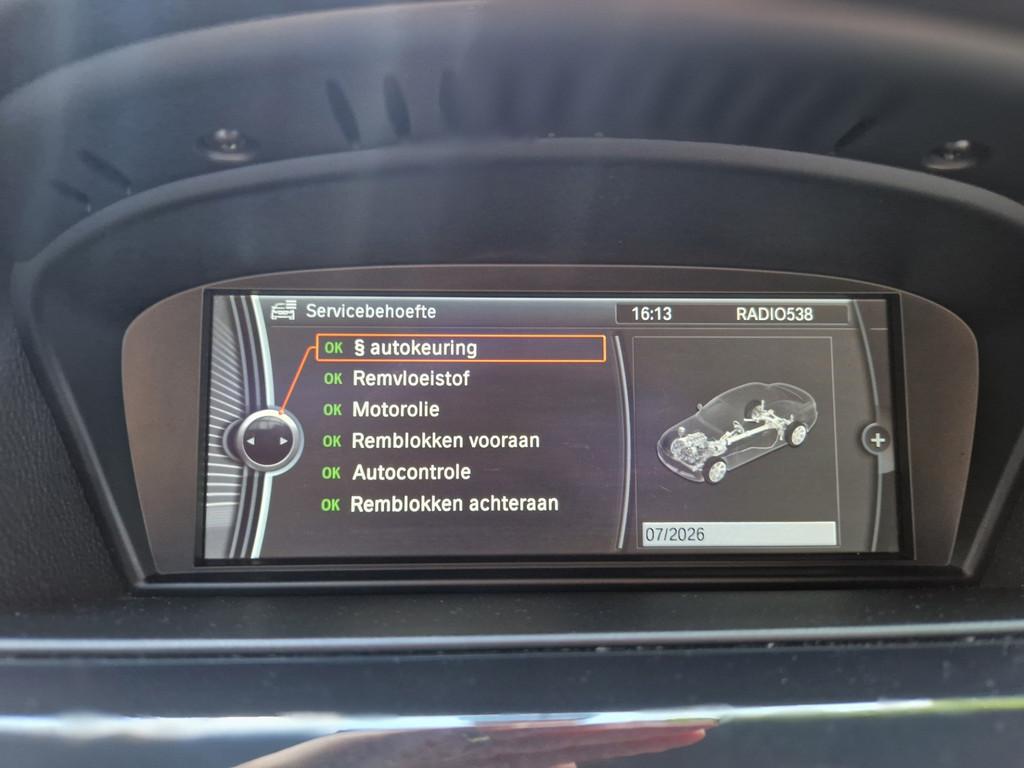 Servicebehoefte
16:13
RADIO538
OK § autokeuring
OK Remvloeistof
OK Motorolie
OK Remblokken vooraan
OK Autocontrole
OK Remblokken achteraan
07/2026